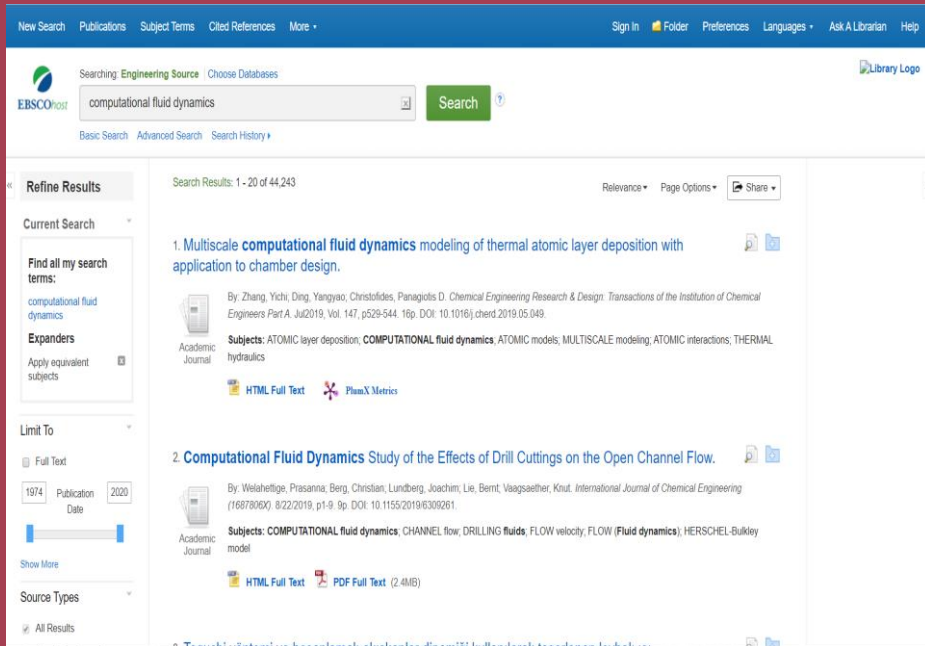 New Search Publications Subject Terms Cited References More Sign In Folder Preferences Languages Ask A Librarian Help
Searching: Engineering Source Choose Databases
Library Logo
EBSCOhost
computational fluid dynamics x Search ?
Basic Search Advanced Search Search History
« Refine Results
Search Results: 1 - 20 of 44,243
Relevance Page Options Share
Current Search
Find all my search
terms:
computational fluid
dynamics
Expanders
Apply equivalent x
subjects
Limit To
Full Text
1974 Publication 2020
Date
Show More
Source Types
All Results
1. Multiscale computational fluid dynamics modeling of thermal atomic layer deposition with
application to chamber design.
By: Zhang, Yichi; Ding, Yangyao; Christofides, Panagiotis D. Chemical Engineering Research & Design: Transactions of the Institution of Chemical
Engineers Part A. Jul2019, Vol. 147, p529-544. 16p. DOI: 10.1016/j.cherd.2019.05.049.
Academic
Journal
Subjects: ATOMIC layer deposition; COMPUTATIONAL fluid dynamics; ATOMIC models; MULTISCALE modeling; ATOMIC interactions; THERMAL
hydraulics
HTML Full Text PlumX Metrics
2. Computational Fluid Dynamics Study of the Effects of Drill Cuttings on the Open Channel Flow.
By: Welahettige, Prasanna; Berg, Christian; Lundberg, Joachim; Lie, Bernt; Vaagsaether, Knut. International Journal of Chemical Engineering
(1687806X). 8/22/2019, p1-9. 9p. DOI: 10.1155/2019/6309261.
Academic
Journal
Subjects: COMPUTATIONAL fluid dynamics; CHANNEL flow; DRILLING fluids; FLOW velocity; FLOW (Fluid dynamics); HERSCHEL-Bulkley
model
HTML Full Text PDF Full Text (2.4MB)